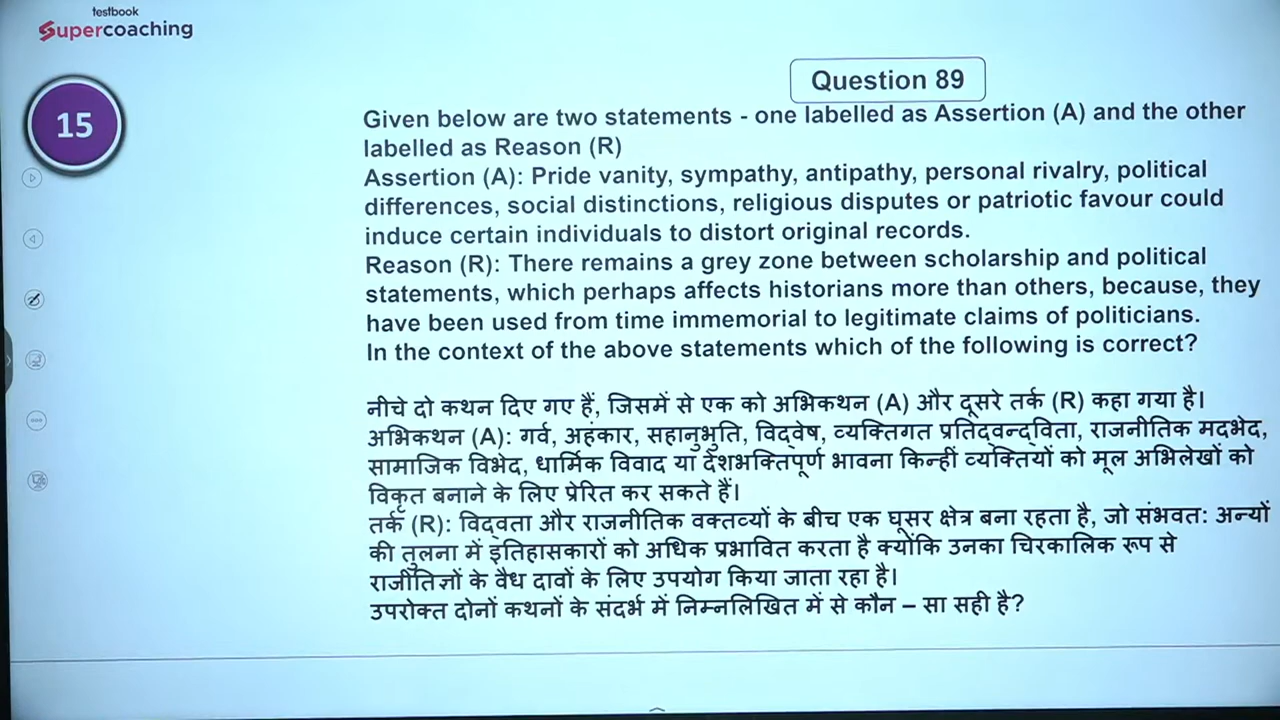 testbook
Supercoaching
15
Question 89
Given below are two statements - one labelled as Assertion (A) and the other
labelled as Reason (R)
Assertion (A): Pride vanity, sympathy, antipathy, personal rivalry, political
differences, social distinctions, religious disputes or patriotic favour could
induce certain individuals to distort original records.
Reason (R): There remains a grey zone between scholarship and political
statements, which perhaps affects historians more than others, because, they
have been used from time immemorial to legitimate claims of politicians.
In the context of the above statements which of the following is correct?
नीचे दो कथन दिए गए हैं, जिसमें से एक को अभिकथन (A) और दूसरे तर्क (R) कहा गया है।
अभिकथन (A): गर्व, अहंकार, सहानुभुति, विद्वेष, व्यक्तिगत प्रतिद्वन्द्विता, राजनीतिक मदभेद,
सामाजिक विभेद, धार्मिक विवाद या देशभक्तिपूर्ण भावना किन्हीं व्यक्तियों को मूल अभिलेखों को
विकृत बनाने के लिए प्रेरित कर सकते हैं।
तर्क (R): विद्वता और राजनीतिक वक्तव्यों के बीच एक घूसर क्षेत्र बना रहता है, जो संभवत: अन्यों
की तुलना में इतिहासकारों को अधिक प्रभावित करता है क्योंकि उनका चिरकालिक रूप से
राजीतिज्ञों के वैध दावों के लिए उपयोग किया जाता रहा है।
उपरोक्त दोनों कथनों के संदर्भ में निम्नलिखित में से कौन – सा सही है?